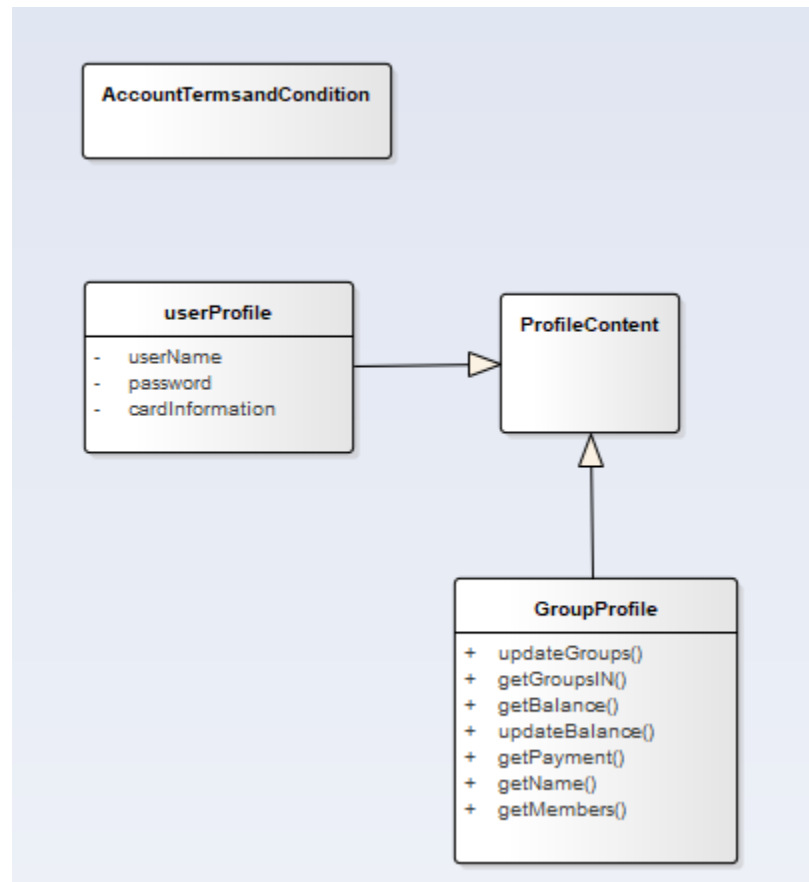 AccountTermsandCondition
userProfile
- userName
- password
- cardInformation
ProfileContent
GroupProfile
+ updateGroups()
+ getGroupsIN()
+ getBalance()
+ updateBalance()
+ getPayment()
+ getName()
+ getMembers()